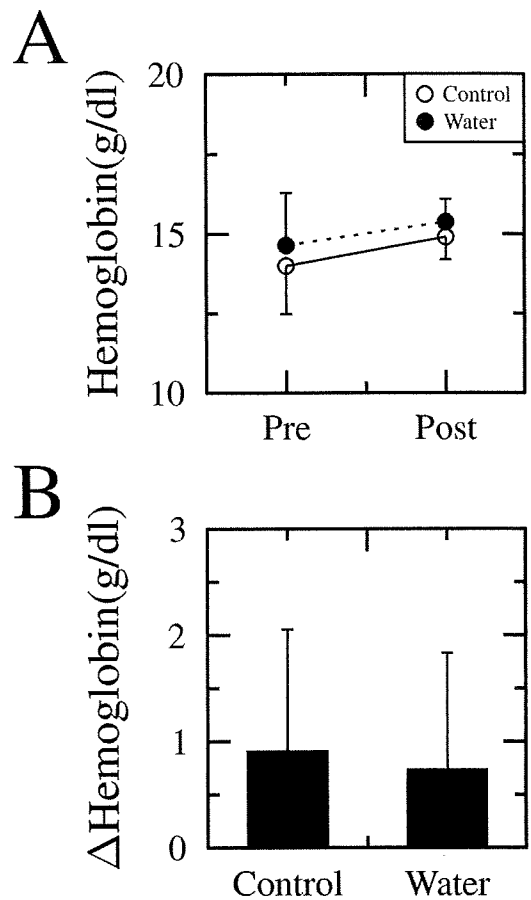 A
Hemoglobin(g/dl)
20
15
10
Control
Water
Pre
Post
B
ΔHemoglobin(g/dl)
3
2
1
0
Control
Water